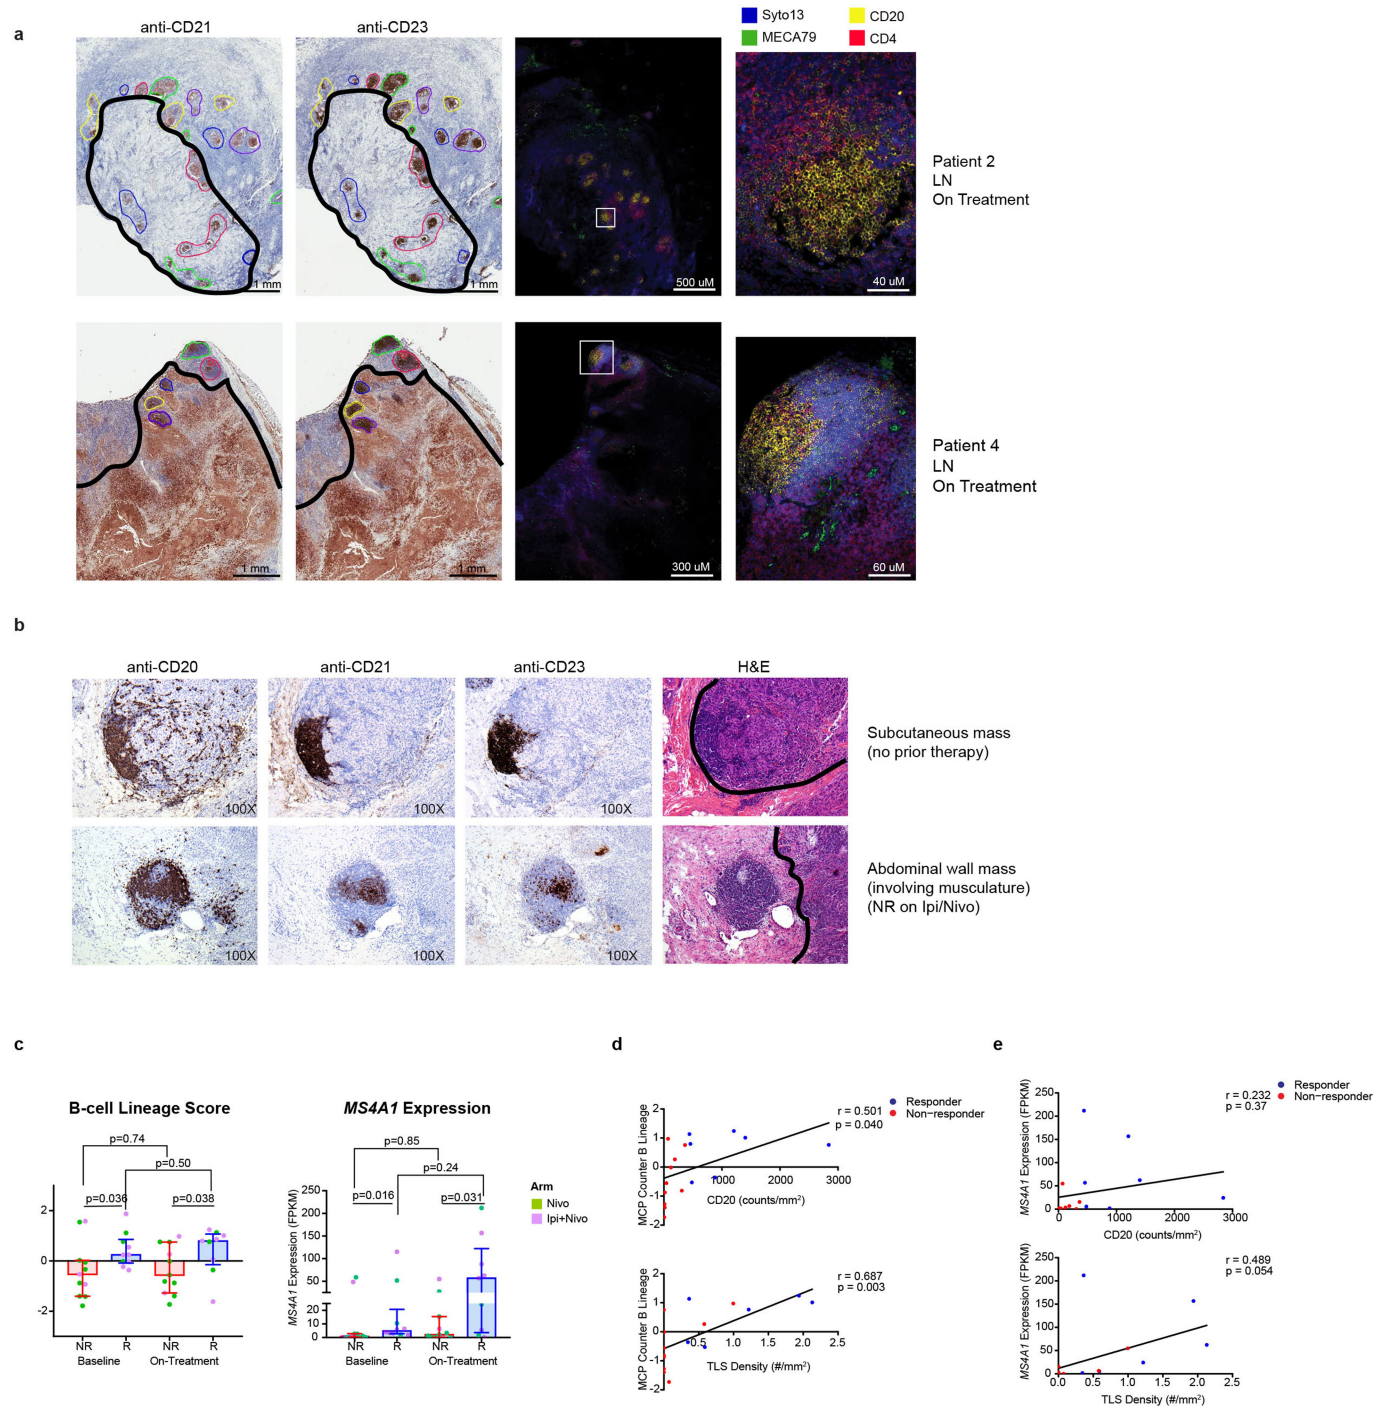 a
anti-CD21
anti-CD23
Syto13
CD20
MECA79
CD4
1 mm
1 mm
500 uM
40 uM
Patient 2
LN
On Treatment
1 mm
1 mm
300 uM
60 uM
Patient 4
LN
On Treatment
b
anti-CD20
anti-CD21
anti-CD23
H&E
100X
100X
100X
Subcutaneous mass
(no prior therapy)
100X
100X
100X
Abdominal wall mass
(involving musculature)
(NR on Ipi/Nivo)
c
B-cell Lineage Score
p=0.74
p=0.50
p=0.036
p=0.038
2
0
-2
NR
R
NR
R
Baseline
On-Treatment
MS4A1 Expression
p=0.85
p=0.24
p=0.016
p=0.031
MS4A1 Expression (FPKM)
250
200
150
100
50
20
10
0
NR
R
NR
R
Baseline
On-Treatment
Arm
Nivo
Ipi+Nivo
d
Responder
Non-responder
r = 0.501
p = 0.040
MCP Counter B Lineage
2
1
0
-1
-2
1000
2000
3000
CD20 (counts/mm²)
r = 0.687
p = 0.003
MCP Counter B Lineage
2
1
0
-1
-2
0.5
1.0
1.5
2.0
2.5
TLS Density (#/mm²)
e
Responder
Non-responder
r = 0.232
p = 0.37
MS4A1 Expression (FPKM)
250
200
150
100
50
0
0
1000
2000
3000
CD20 (counts/mm²)
r = 0.489
p = 0.054
MS4A1 Expression (FPKM)
250
200
150
100
50
0
0.0
0.5
1.0
1.5
2.0
2.5
TLS Density (#/mm²)